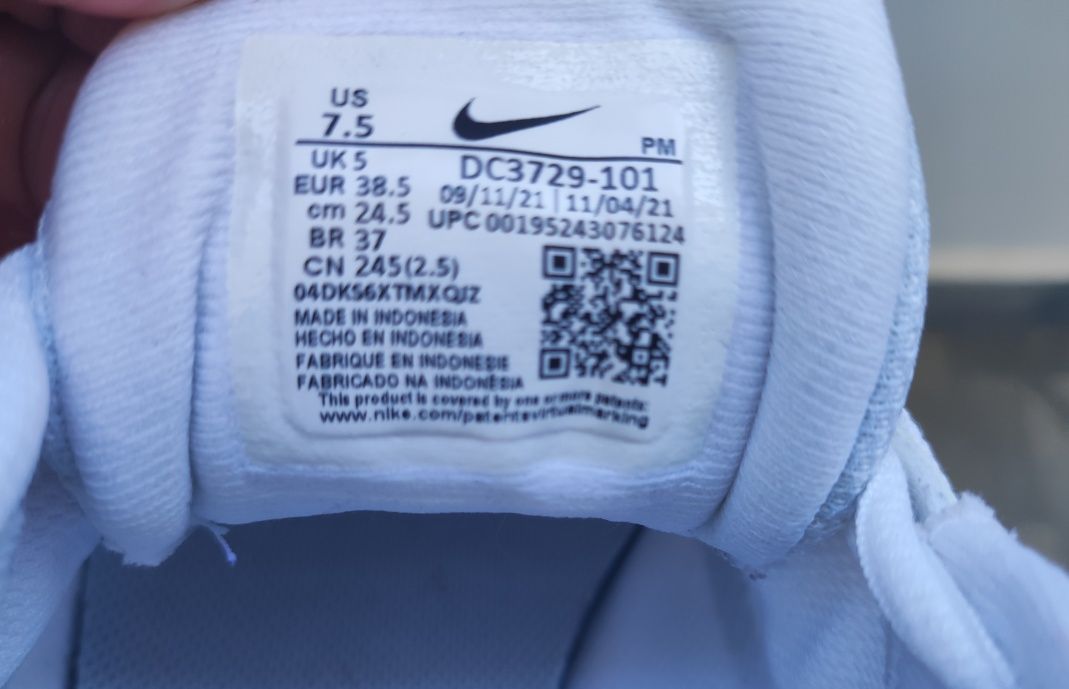 US
7.5
PM
UK 5
DC3729-101
EUR 38.5
09/11/21 | 11/04/21
cm 24.5
UPC 00195243076124
BR 37
CN 245(2.5)
04DKS6XTMXQJZ
MADE IN INDONESIA
HECHO EN INDONESIA
FABRIQUE EN INDONESIE
FABRICADO NA INDONÉSIA
This product is covered by one or more patents:
www.nike.com/patentsvirtualmarking